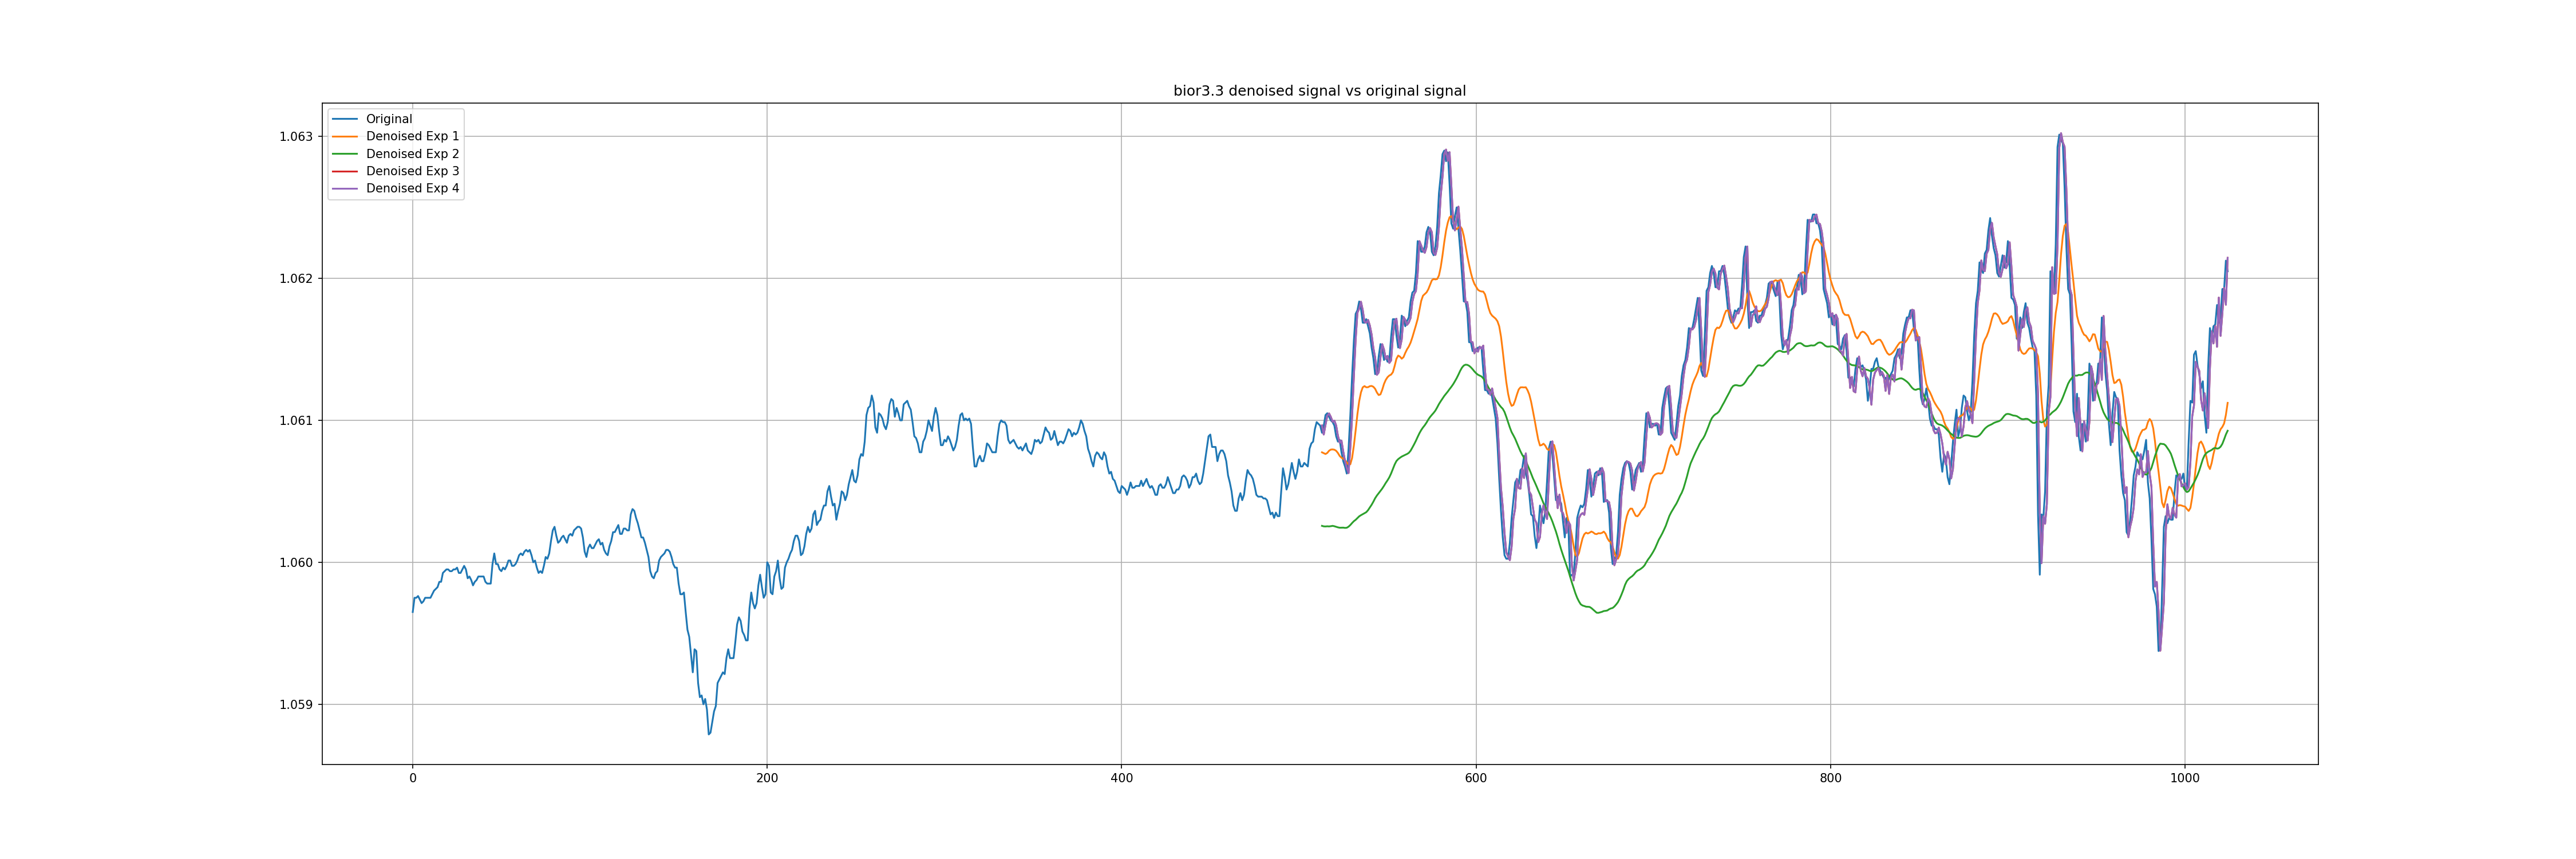 bior3.3 denoised signal vs original signal
Original
Denoised Exp 1
Denoised Exp 2
Denoised Exp 3
Denoised Exp 4
1.063
1.062
1.061
1.060
1.059
0 200 400 600 800 1000